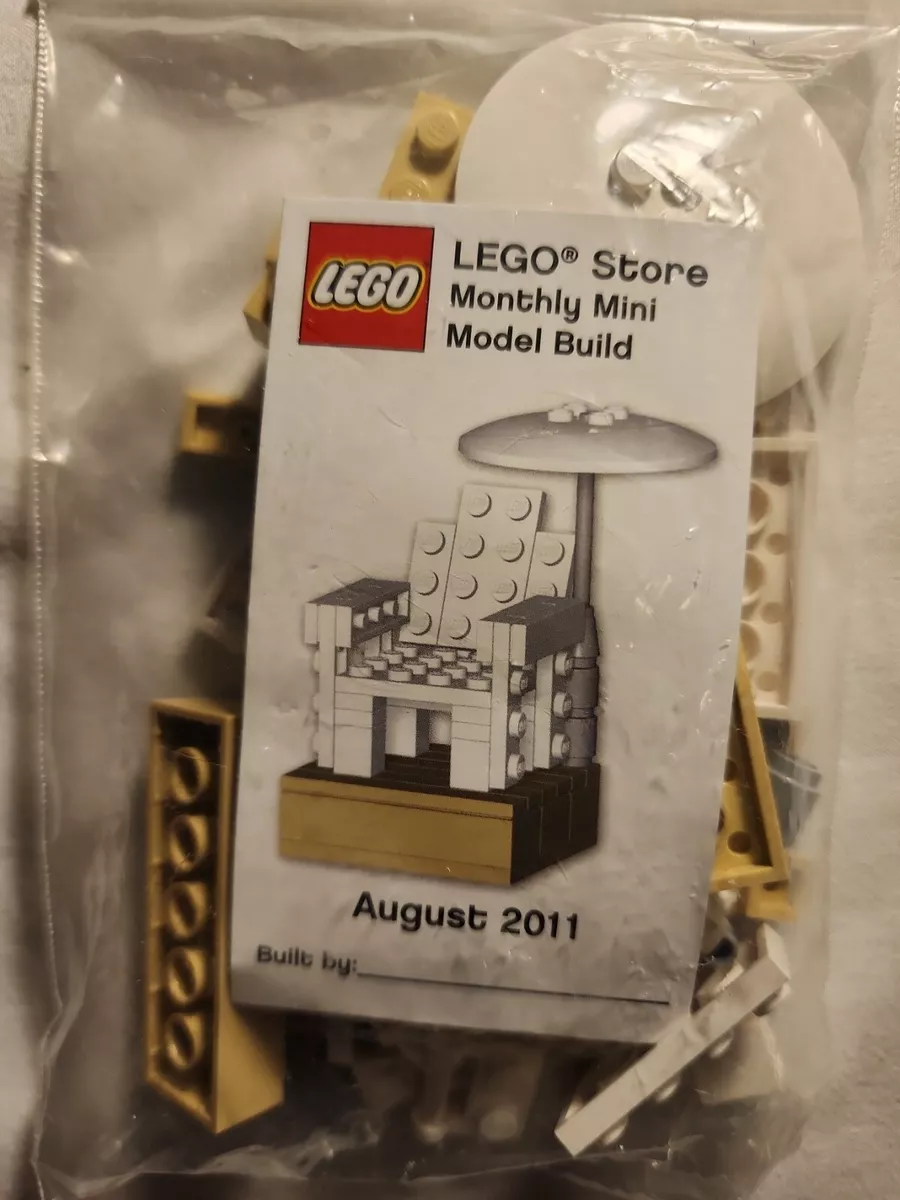 LEGO
LEGO® Store
Monthly Mini
Model Build
August 2011
Built by: